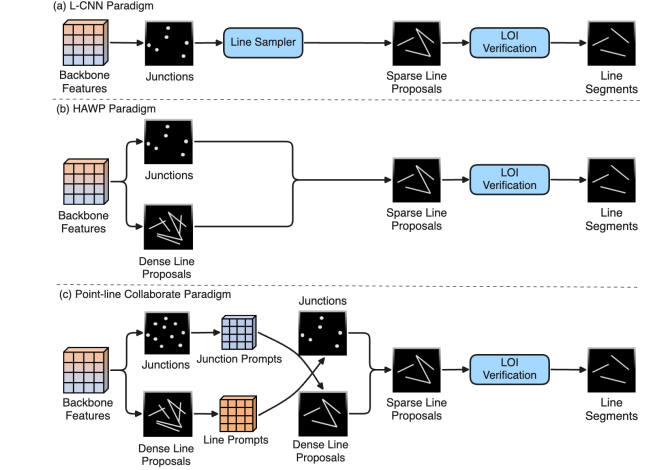 (a) L-CNN Paradigm
Line Sampler
LOI
Verification
Backbone
Features
Junctions
Sparse Line
Proposals
Line
Segments
(b) HAWP Paradigm
Junctions
LOI
Verification
Backbone
Features
Sparse Line
Proposals
Line
Segments
Dense Line
Proposals
(c) Point-line Collaborate Paradigm
Junctions
Junctions
Junction Prompts
LOI
Verification
Backbone
Features
Sparse Line
Proposals
Line
Segments
Line Prompts
Dense Line
Proposals
Dense Line
Proposals